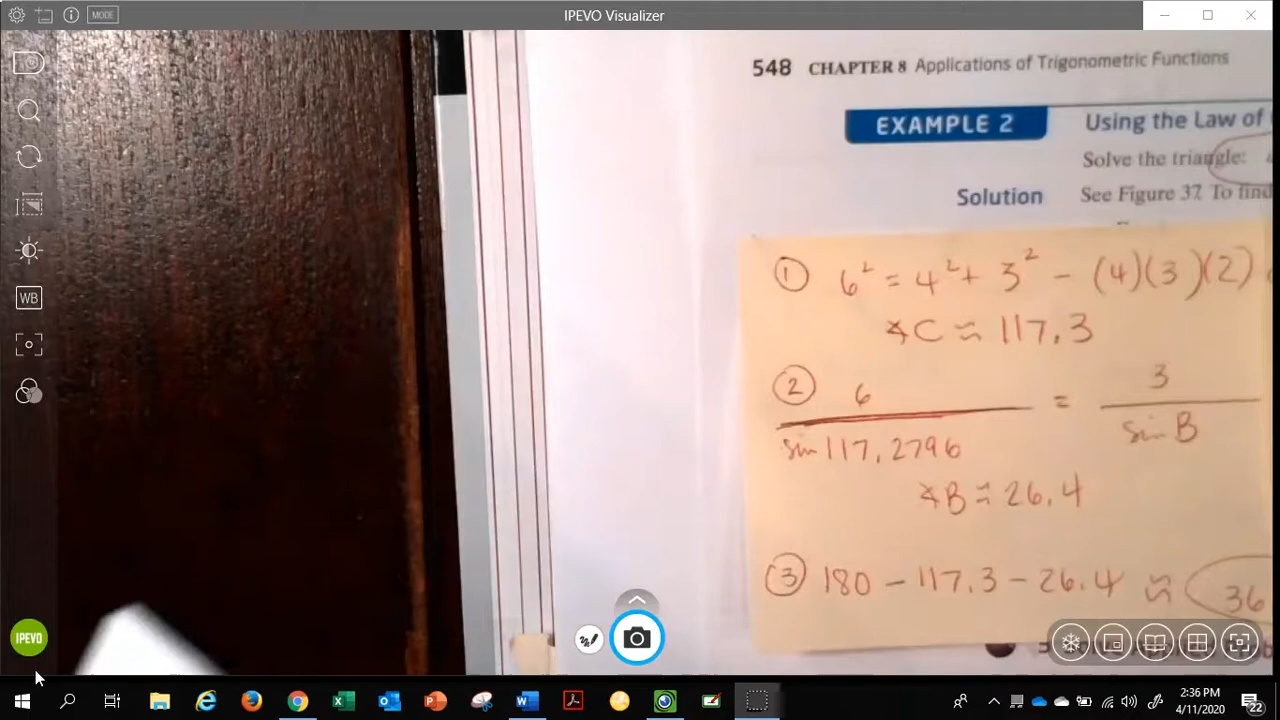 MODE
IPEVO Visualizer
548 CHAPTER 8 Applications of Trigonometric Functions
EXAMPLE 2 Using the Law of
Solve the triangle:
Solution See Figure 37. To find
① 6² = 4² + 3² - (4)(3)(2)
∡C ≈ 117.3
② 6 / sin 117.2796 = 3 / sin B
∡B ≈ 26.4
③ 180 - 117.3 - 26.4 ≈ 36
WB
IPEVO
2:36 PM
4/11/2020
22